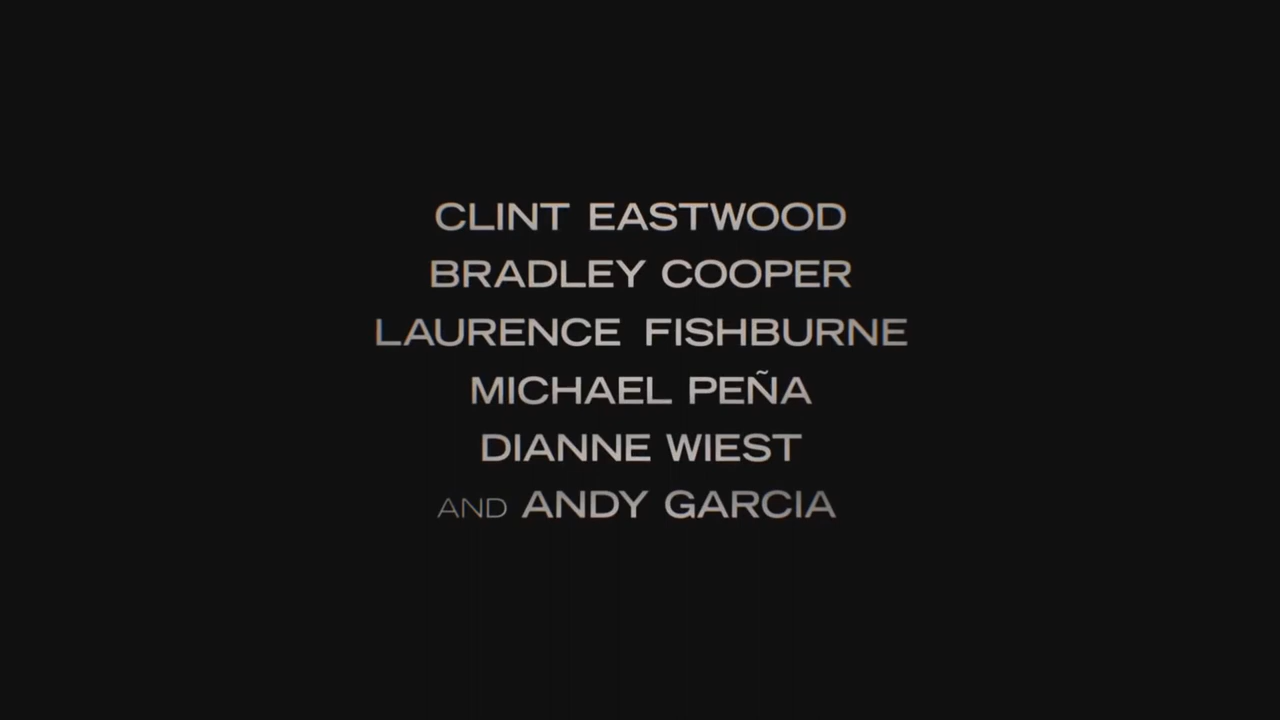 CLINT EASTWOOD
BRADLEY COOPER
LAURENCE FISHBURNE
MICHAEL PEÑA
DIANNE WIEST
AND ANDY GARCIA